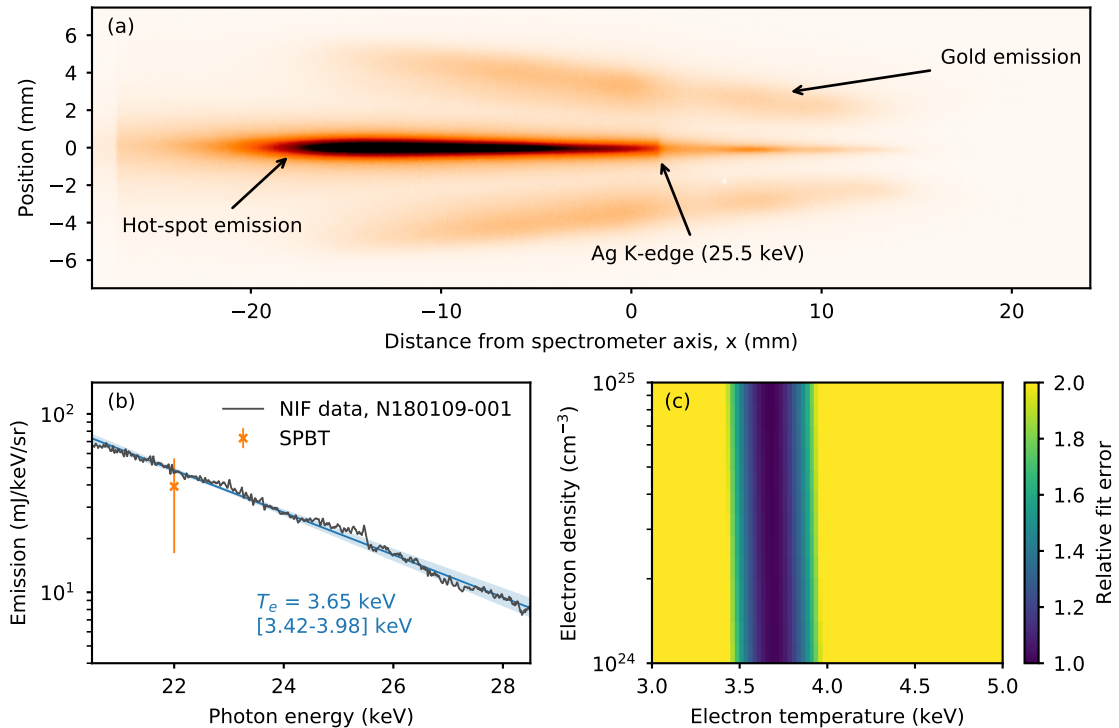 (a)
Gold emission
Hot-spot emission
Ag K-edge (25.5 keV)
Position (mm)
6
4
2
0
−2
−4
−6
−20
−10
0
10
20
Distance from spectrometer axis, x (mm)
(b)
NIF data, N180109-001
SPBT
T_e = 3.65 keV
[3.42-3.98] keV
Emission (mJ/keV/sr)
10²
10¹
22
24
26
28
Photon energy (keV)
(c)
Electron density (cm⁻³)
10²⁵
10²⁴
3.0
3.5
4.0
4.5
5.0
Electron temperature (keV)
2.0
1.8
1.6
1.4
1.2
1.0
Relative fit error